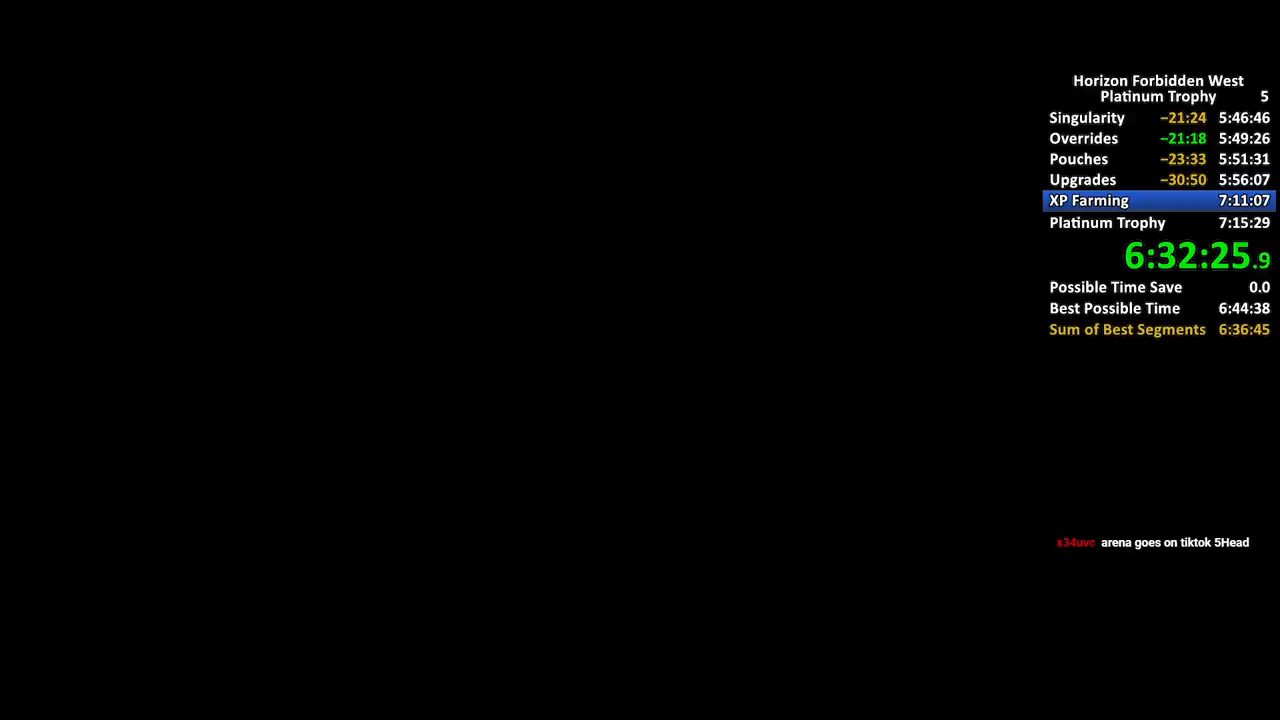 Horizon Forbidden West
Platinum Trophy 5
Singularity −21:24 5:46:46
Overrides −21:18 5:49:26
Pouches −23:33 5:51:31
Upgrades −30:50 5:56:07
XP Farming 7:11:07
Platinum Trophy 7:15:29
6:32:25.9
Possible Time Save 0.0
Best Possible Time 6:44:38
Sum of Best Segments 6:36:45
x34uvc arena goes on tiktok 5Head